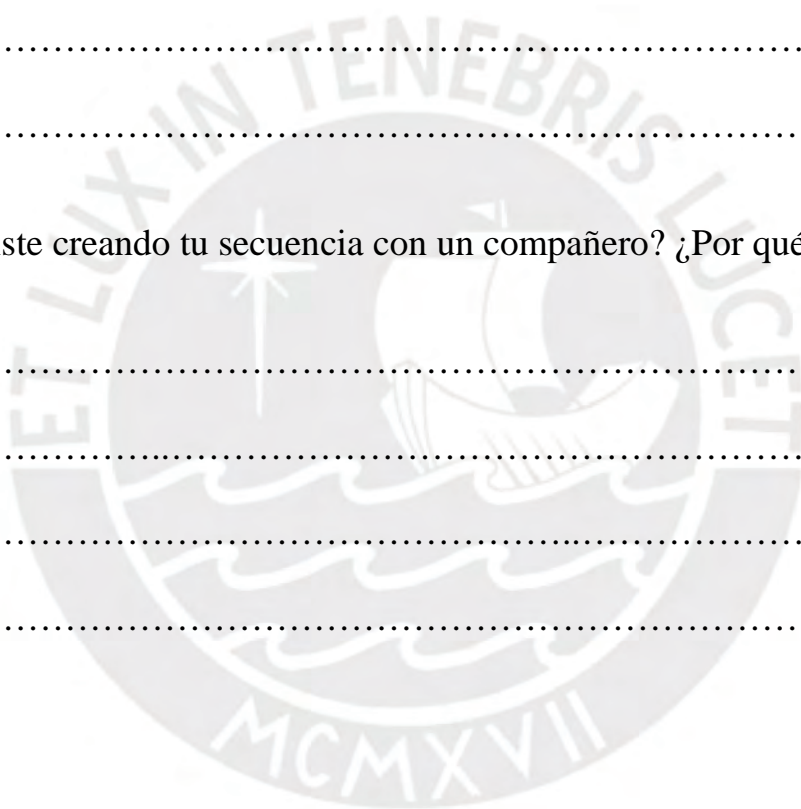 ……………………………………………………..…………………
……………………………………………………………………….
ste creando tu secuencia con un compañero? ¿Por qué
………………………………………………………………………
……………..………………………………………………………..
……………………………………………………..…………………
……………………………………………………………………….
ET LUX IN TENEBRIS LUCET
MCMXVII